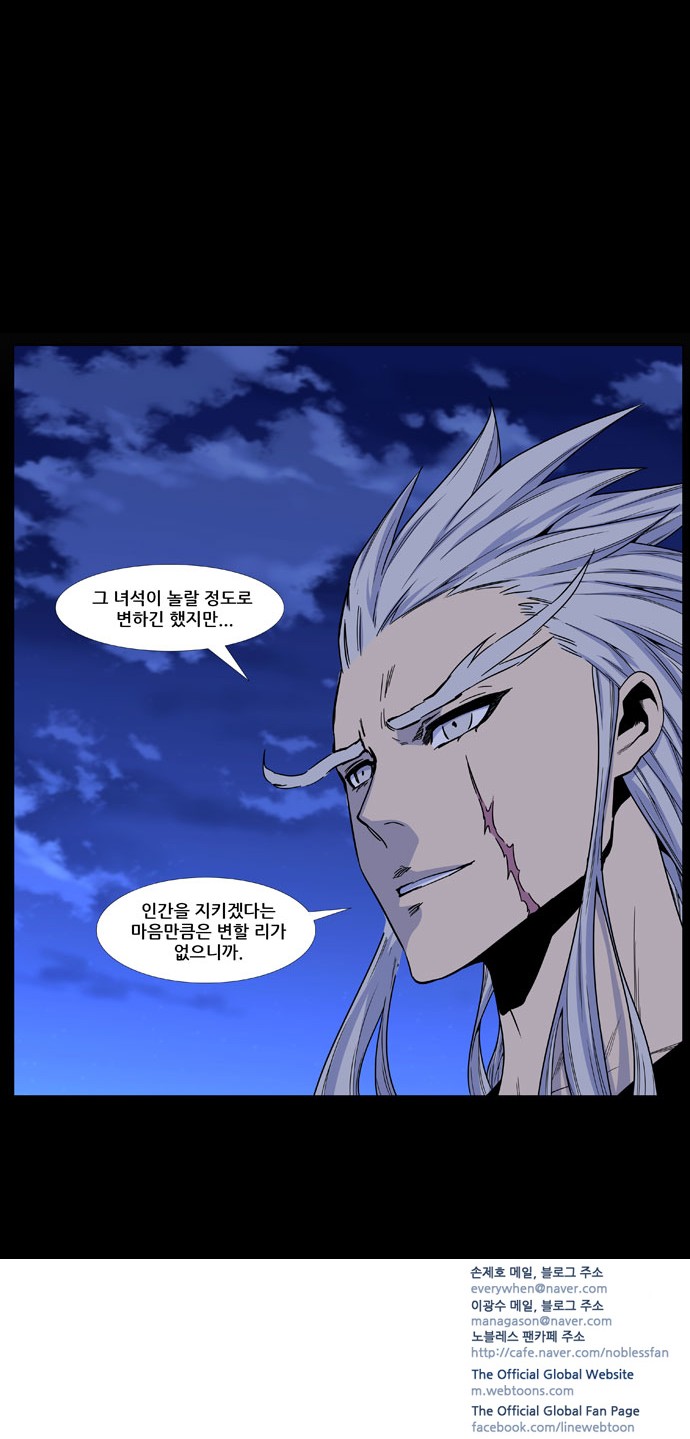 그 녀석이 놀랄 정도로
변하긴 했지만...
인간을 지키겠다는
마음만큼은 변할 리가
없으니까.
손제호 메일, 블로그 주소
everywhen@naver.com
이광수 메일, 블로그 주소
managason@naver.com
노블레스 팬카페 주소
http://cafe.naver.com/noblessfan
The Official Global Website
m.webtoons.com
The Official Global Fan Page
facebook.com/linewebtoon